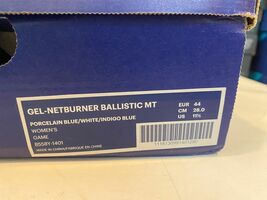 GEL-NETBURNER BALLISTIC MT
PORCELAIN BLUE/WHITE/INDIGO BLUE
WOMEN'S
GAME
B558Y-1401
MADE IN CHINA/FABRIQUE EN CHINE
EUR 44
CM 28.0
US 11½